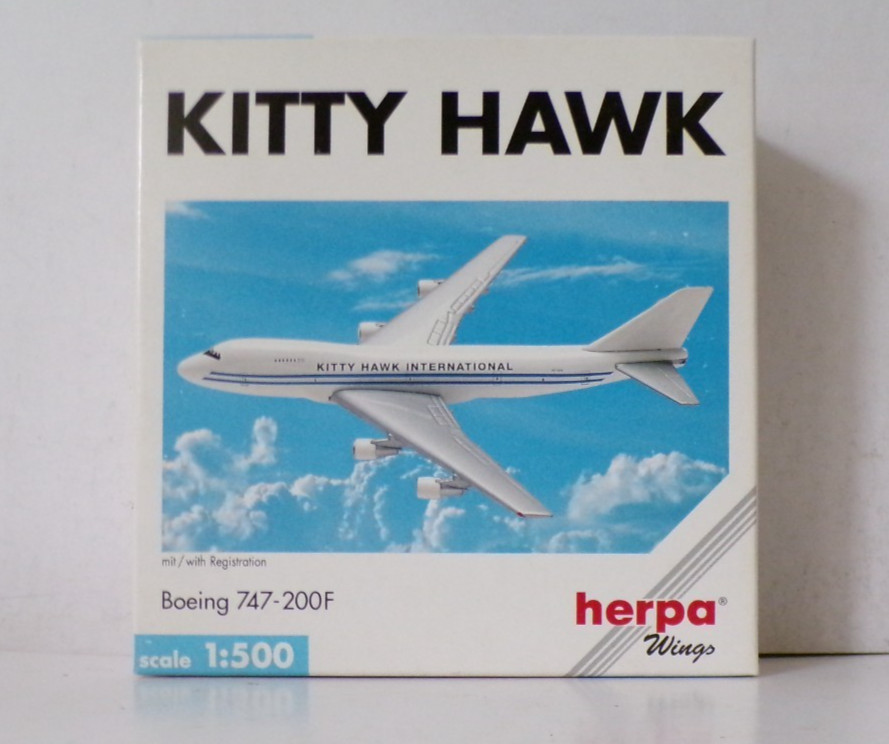 KITTY HAWK
KITTY HAWK INTERNATIONAL
mit / with Registration
Boeing 747-200F
herpa®
Wings
scale 1:500